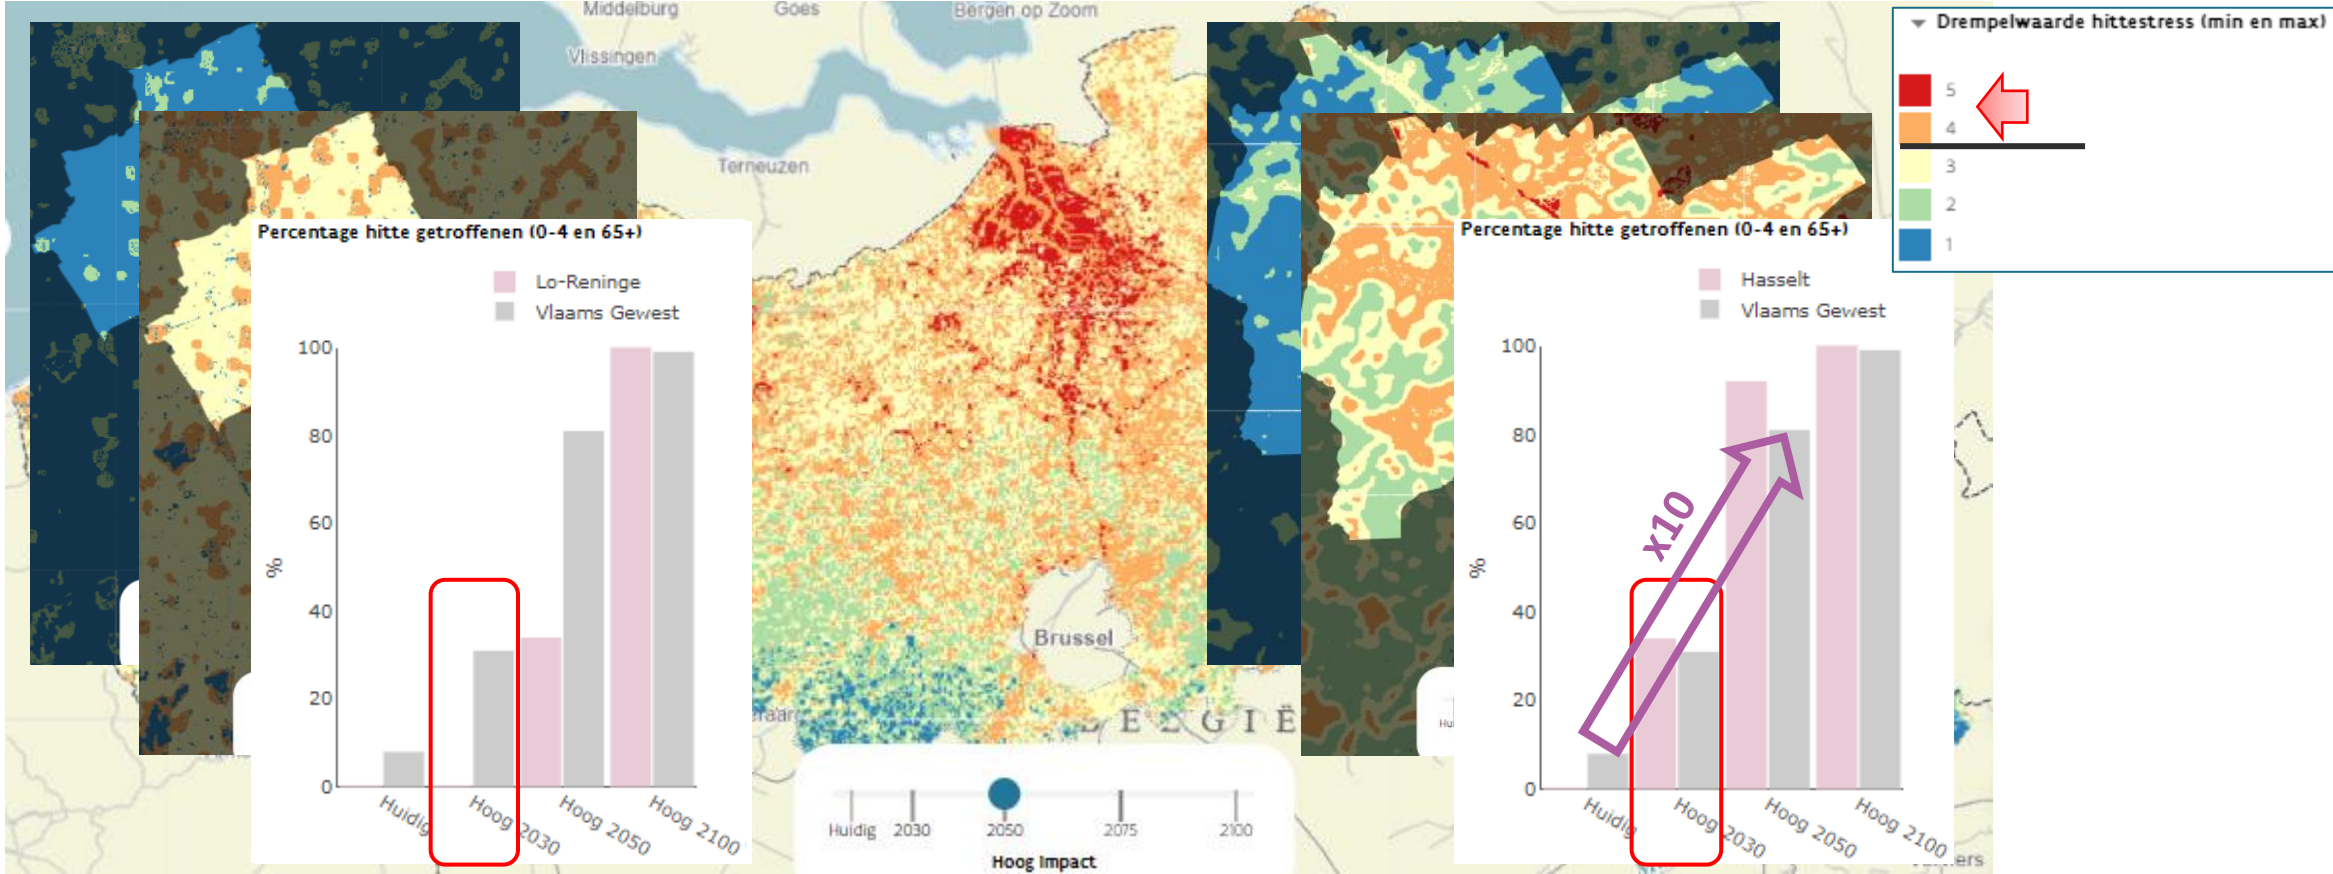 Middelburg
Goes
Bergen op Zoom
Vlissingen
Terneuzen
Drempelwaarde hittestress (min en max)
5
4
3
2
1
Percentage hitte getroffenen (0-4 en 65+)
Lo-Reninge
Vlaams Gewest
100
80
60
40
20
0
%
Huidig
Hoog 2030
Hoog 2050
Hoog 2100
Brussel
BELGIË
Huidig
2030
2050
2075
2100
Hoog Impact
Percentage hitte getroffenen (0-4 en 65+)
Hasselt
Vlaams Gewest
100
80
60
40
20
0
%
x10
Huidig
Hoog 2030
Hoog 2050
Hoog 2100
Hu